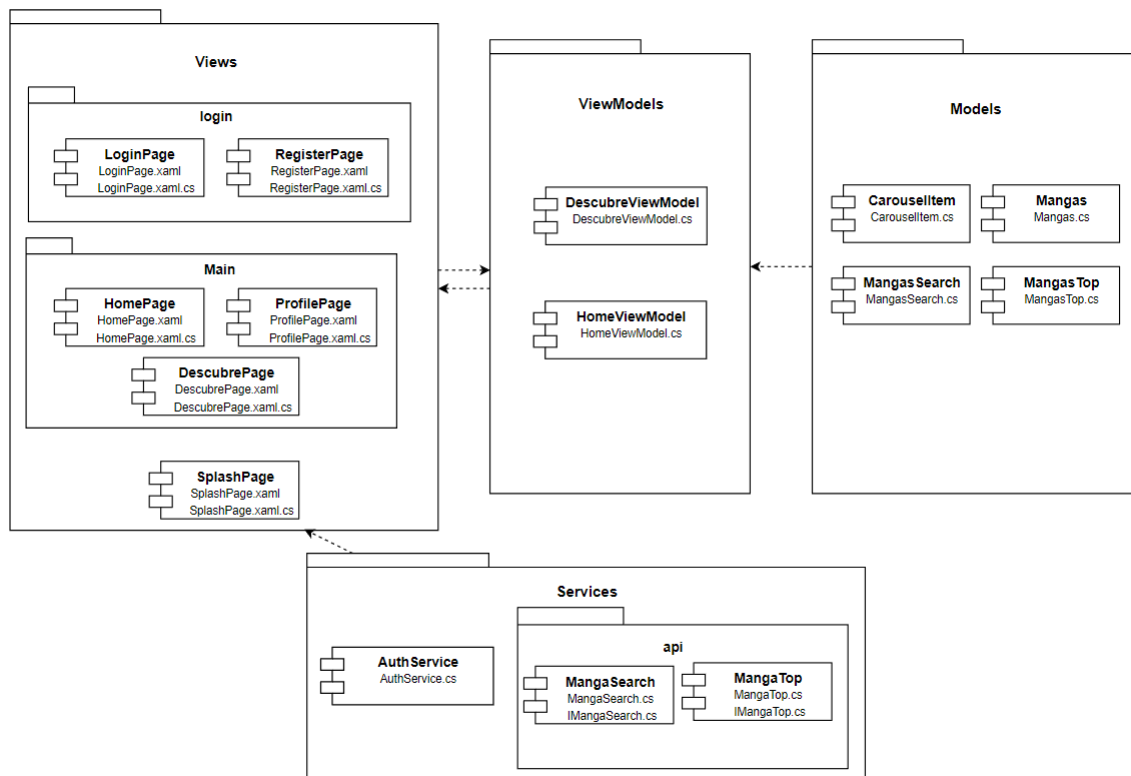 Views
login
LoginPage
LoginPage.xaml
LoginPage.xaml.cs
RegisterPage
RegisterPage.xaml
RegisterPage.xaml.cs
Main
HomePage
HomePage.xaml
HomePage.xaml.cs
ProfilePage
ProfilePage.xaml
ProfilePage.xaml.cs
DescubrePage
DescubrePage.xaml
DescubrePage.xaml.cs
SplashPage
SplashPage.xaml
SplashPage.xaml.cs
ViewModels
DescubreViewModel
DescubreViewModel.cs
HomeViewModel
HomeViewModel.cs
Models
CarouselItem
CarouselItem.cs
Mangas
Mangas.cs
MangasSearch
MangasSearch.cs
MangasTop
MangasTop.cs
Services
AuthService
AuthService.cs
api
MangaSearch
MangaSearch.cs
IMangaSearch.cs
MangaTop
MangaTop.cs
IMangaTop.cs